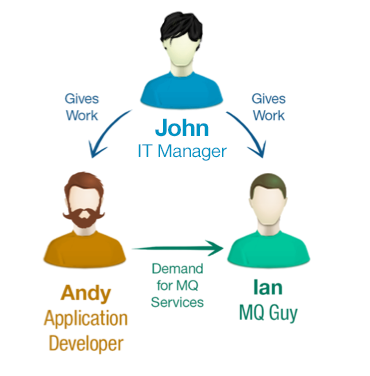 Gives
Work
Gives
Work
John
IT Manager
Demand
for MQ
Services
Andy
Application
Developer
Ian
MQ Guy